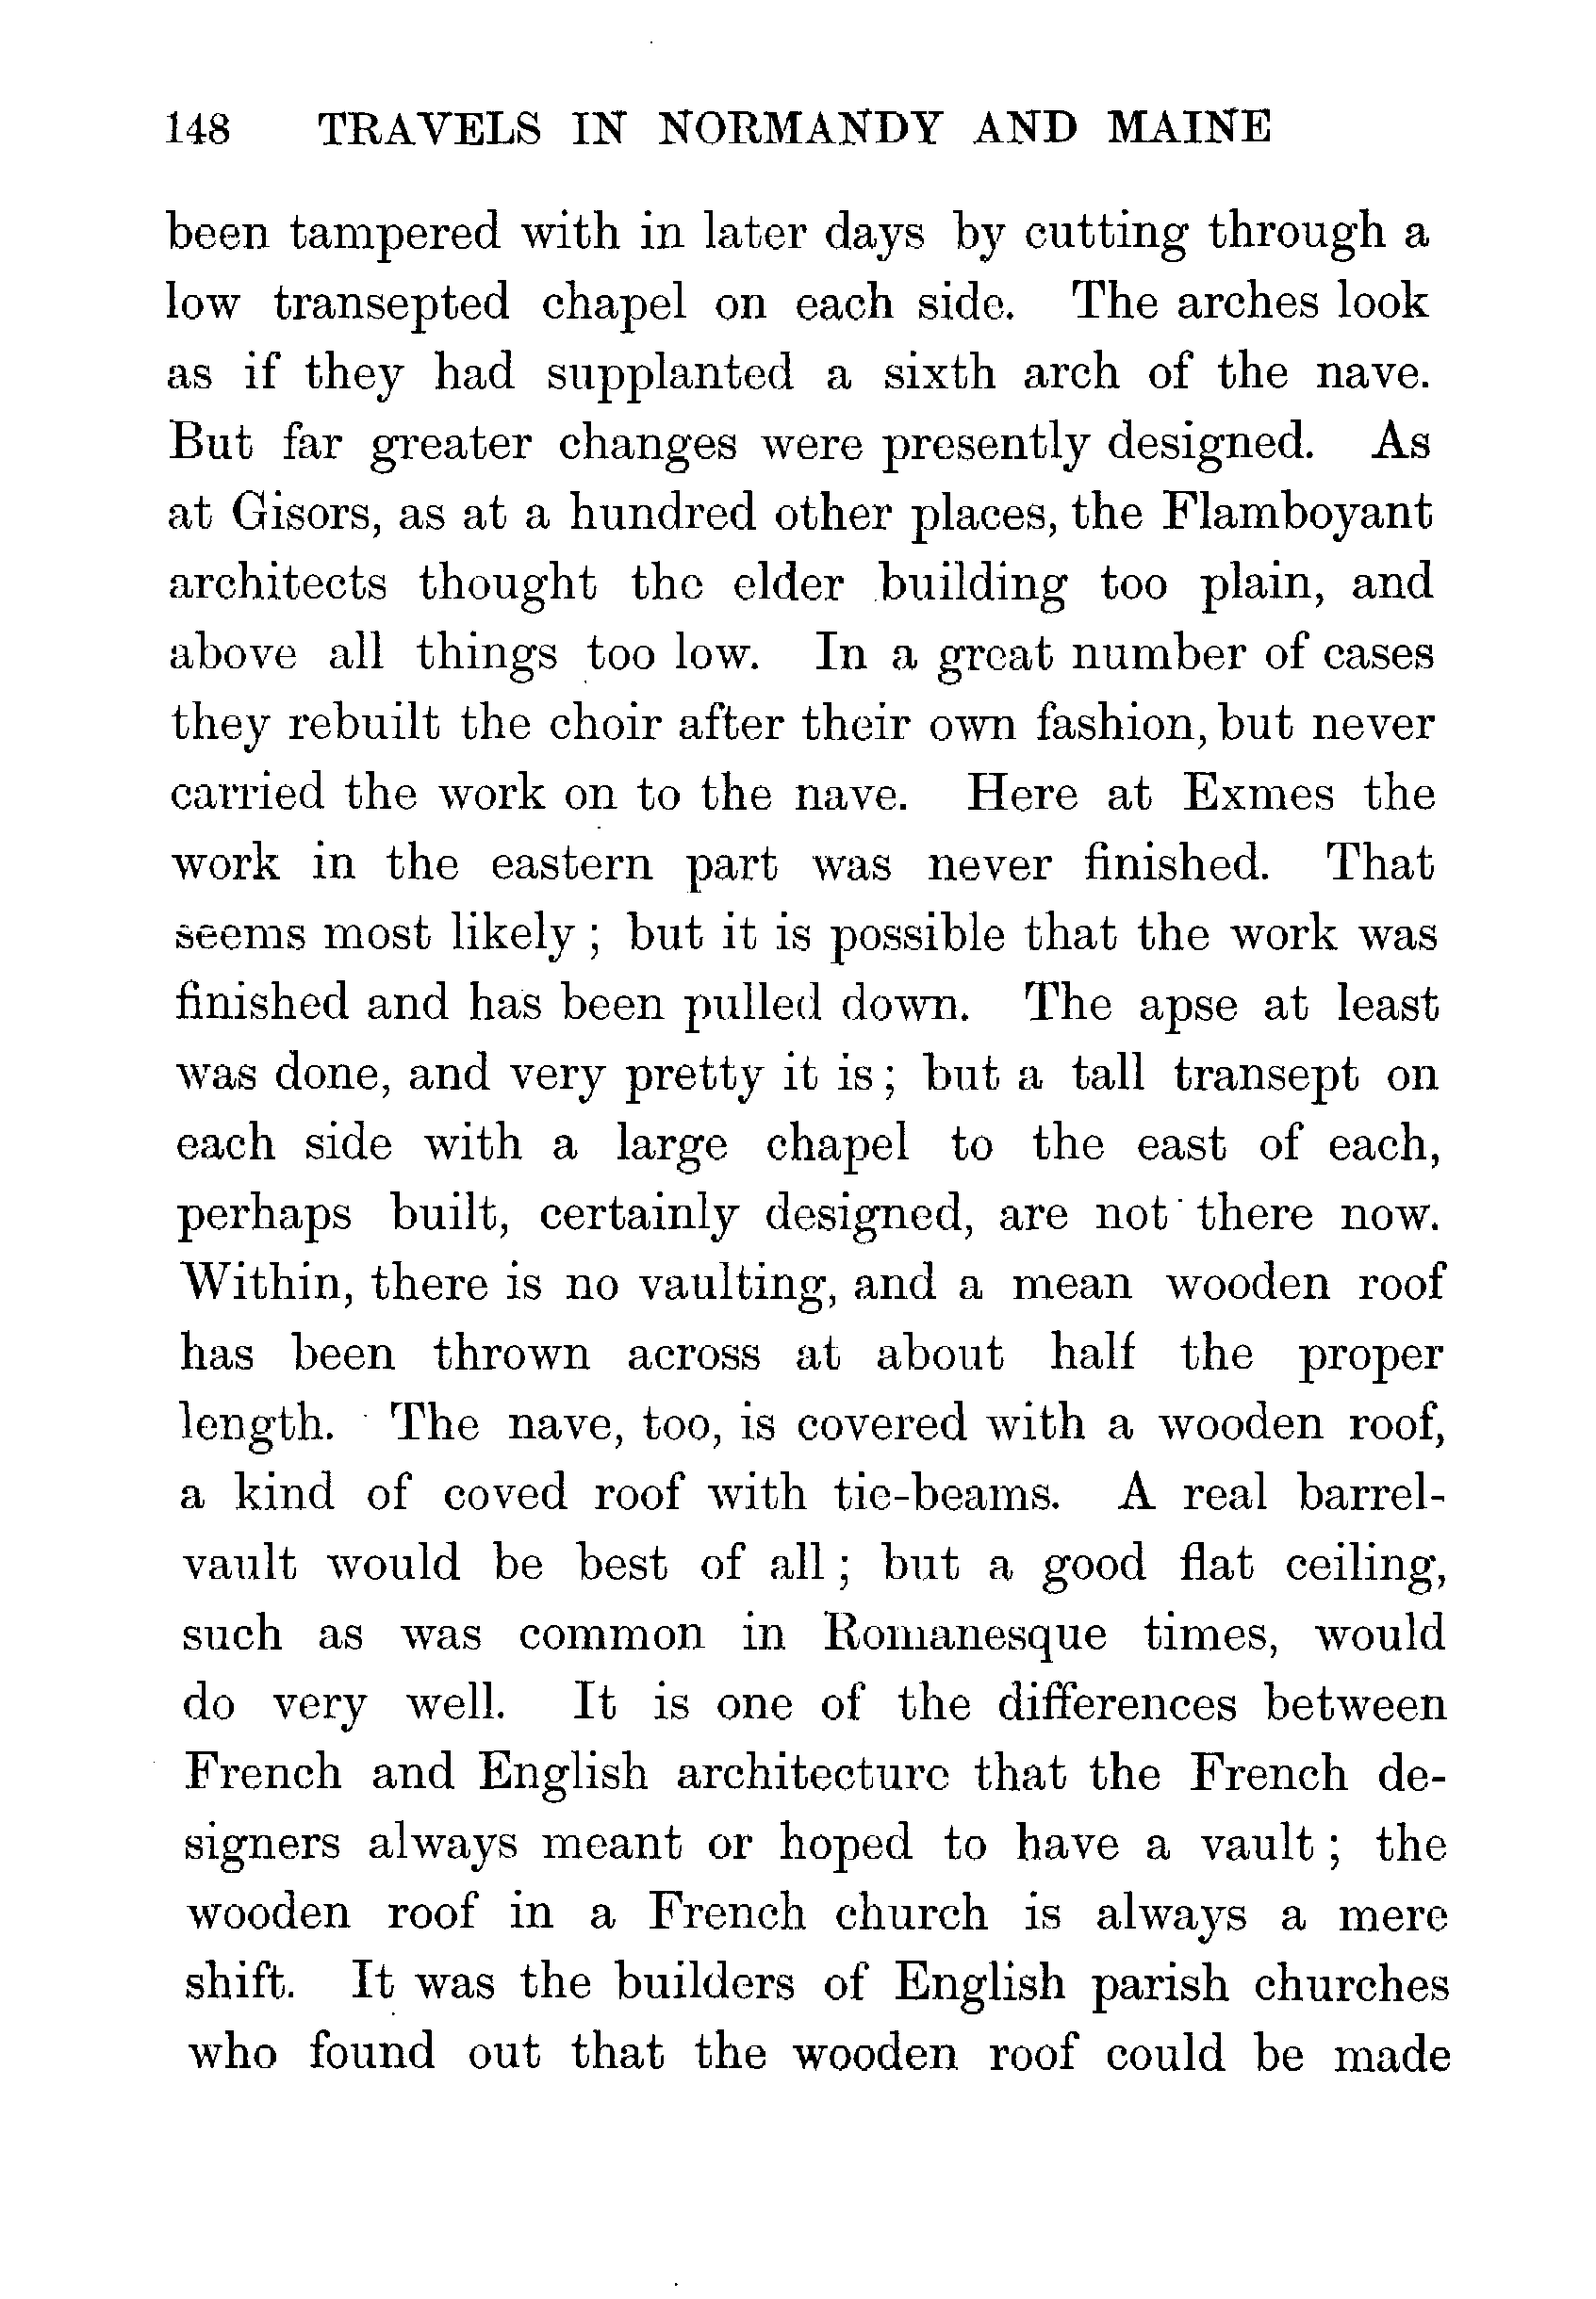 148 TRAVELS IN NORMANDY AND MAINE
been tampered with in later days by cutting through a
low transepted chapel on each side. The arches look
as if they had supplanted a sixth arch of the nave.
But far greater changes were presently designed. As
at Gisors, as at a hundred other places, the Flamboyant
architects thought the elder building too plain, and
above all things too low. In a great number of cases
they rebuilt the choir after their own fashion, but never
carried the work on to the nave. Here at Exmes the
work in the eastern part was never finished. That
seems most likely ; but it is possible that the work was
finished and has been pulled down. The apse at least
was done, and very pretty it is ; but a tall transept on
each side with a large chapel to the east of each,
perhaps built, certainly designed, are not there now.
Within, there is no vaulting, and a mean wooden roof
has been thrown across at about half the proper
length. The nave, too, is covered with a wooden roof,
a kind of coved roof with tie-beams. A real barrel-
vault would be best of all ; but a good flat ceiling,
such as was common in Romanesque times, would
do very well. It is one of the differences between
French and English architecture that the French de-
signers always meant or hoped to have a vault ; the
wooden roof in a French church is always a mere
shift. It was the builders of English parish churches
who found out that the wooden roof could be made